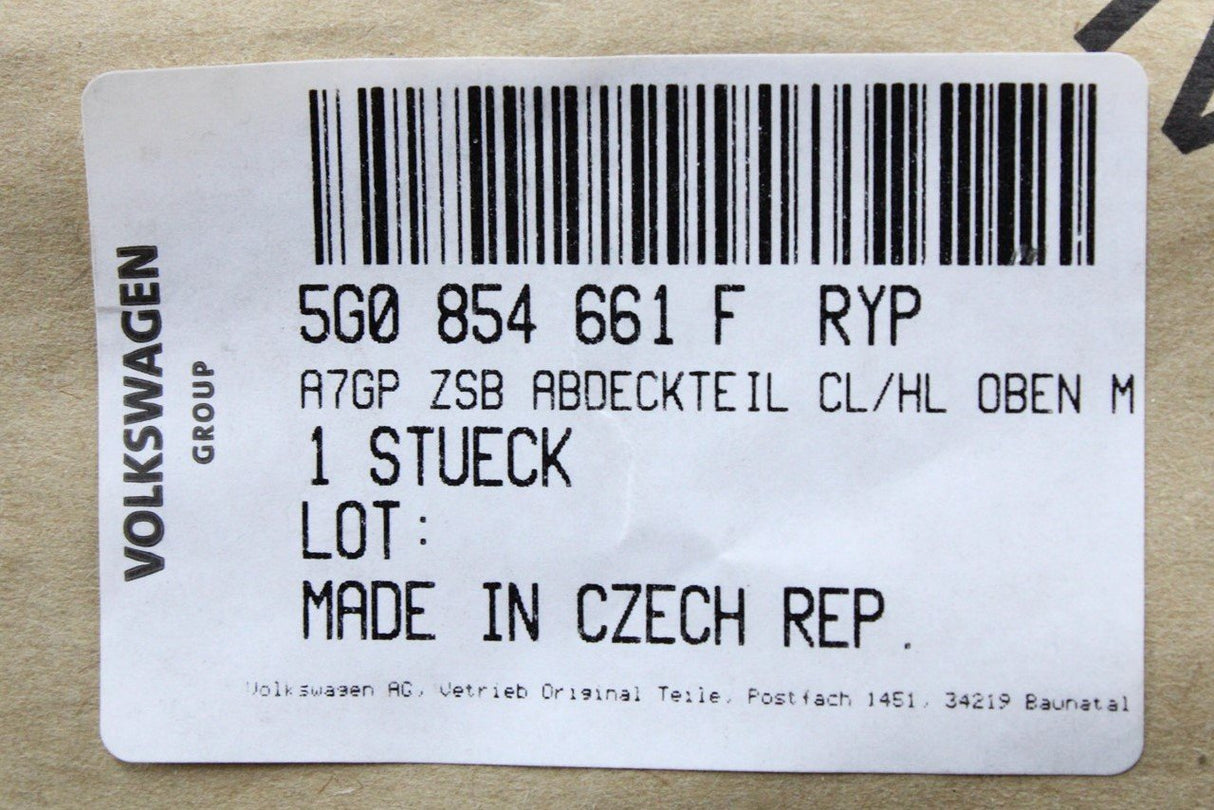 VOLKSWAGEN
GROUP
5G0 854 661 F RYP
A7GP ZSB ABDECKTEIL CL/HL OBEN M
1 STUECK
LOT:
MADE IN CZECH REP.
Volkswagen AG, Vetrieb Original Teile, Postfach 1451, 34219 Baunatal